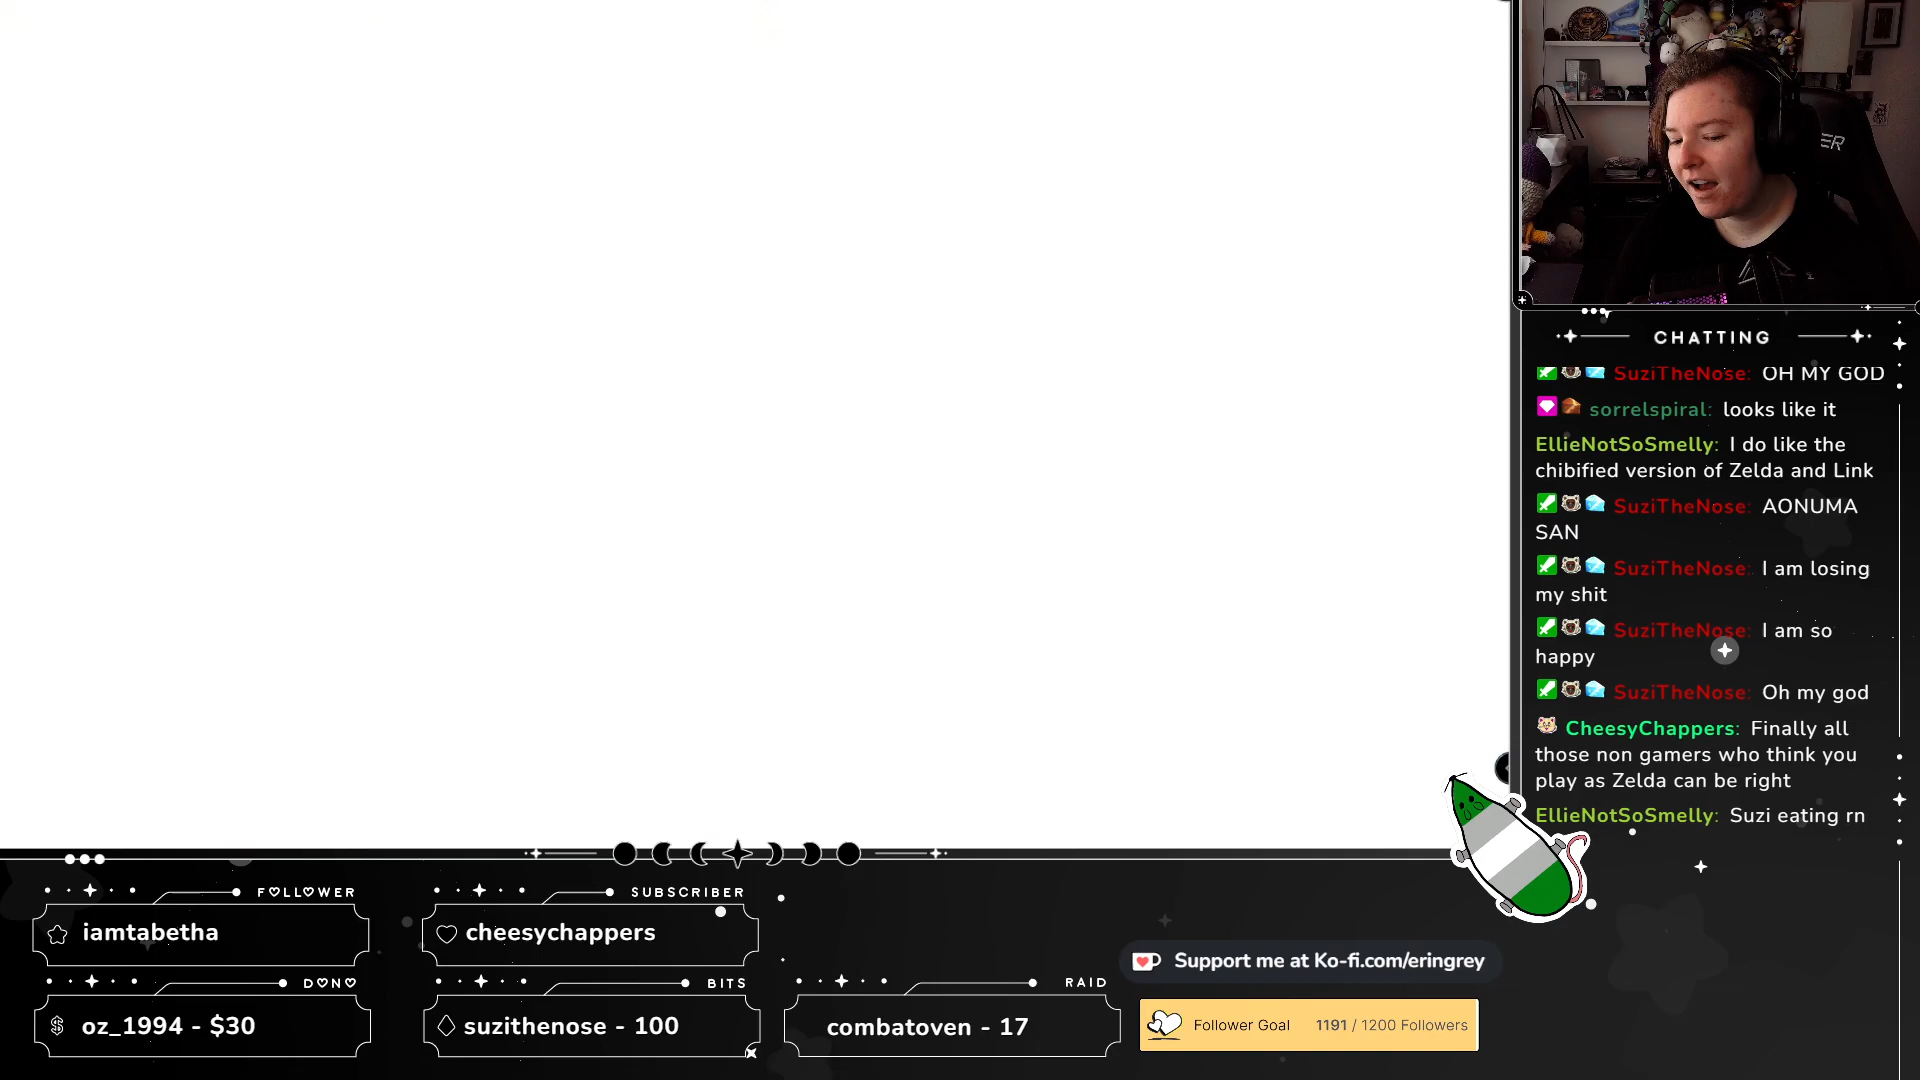 ER
CHATTING
SuziTheNose: OH MY GOD
sorrelspiral: looks like it
EllieNotSoSmelly: I do like the
chibified version of Zelda and Link
SuziTheNose: AONUMA
SAN
SuziTheNose: I am losing
my shit
SuziTheNose: I am so
happy
SuziTheNose: Oh my god
CheesyChappers: Finally all
those non gamers who think you
play as Zelda can be right
EllieNotSoSmelly: Suzi eating rn
FOLLOWER
iamtabetha
SUBSCRIBER
cheesychappers
DONO
oz_1994 - $30
BITS
suzithenose - 100
RAID
combatoven - 17
Support me at Ko-fi.com/eringrey
Follower Goal 1191 / 1200 Followers